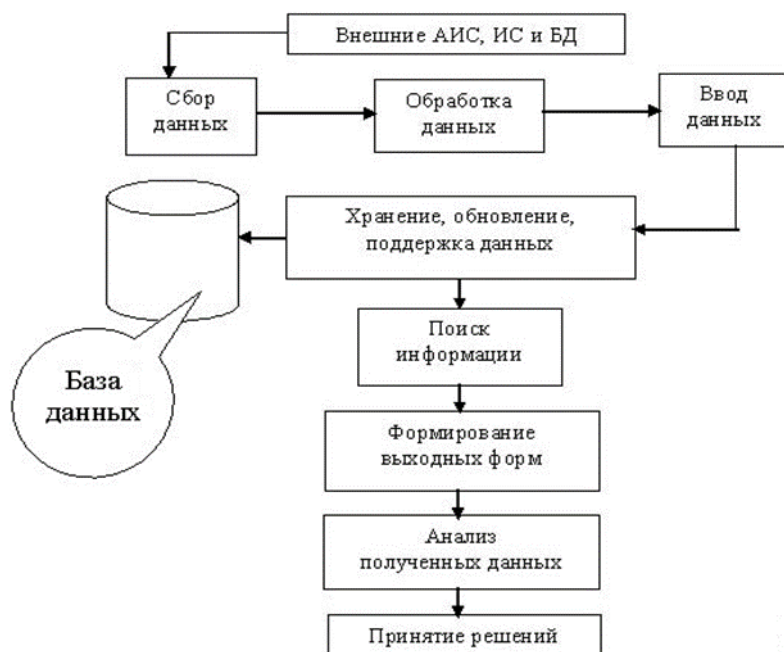 Внешние АИС, ИС и БД
Сбор
данных
Обработка
данных
Ввод
данных
Хранение, обновление,
поддержка данных
База
данных
Поиск
информации
Формирование
выходных форм
Анализ
полученных данных
Принятие решений